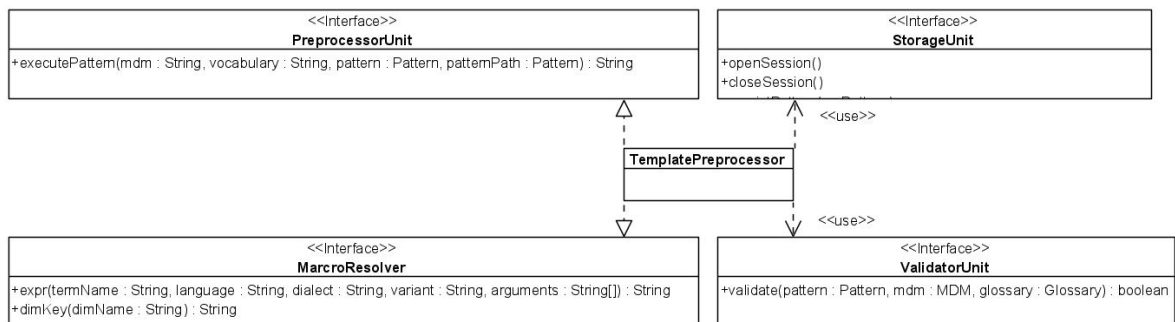 <<Interface>>
PreprocessorUnit
+executePattern(mdm : String, vocabulary : String, pattern : Pattern, patternPath : Pattern) : String
<<Interface>>
StorageUnit
+openSession()
+closeSession()
<<use>>
TemplatePreprocessor
<<use>>
<<Interface>>
MarcroResolver
+expr(termName : String, language : String, dialect : String, variant : String, arguments : String[]) : String
+dimKey(dimName : String) : String
<<Interface>>
ValidatorUnit
+validate(pattern : Pattern, mdm : MDM, glossary : Glossary) : boolean